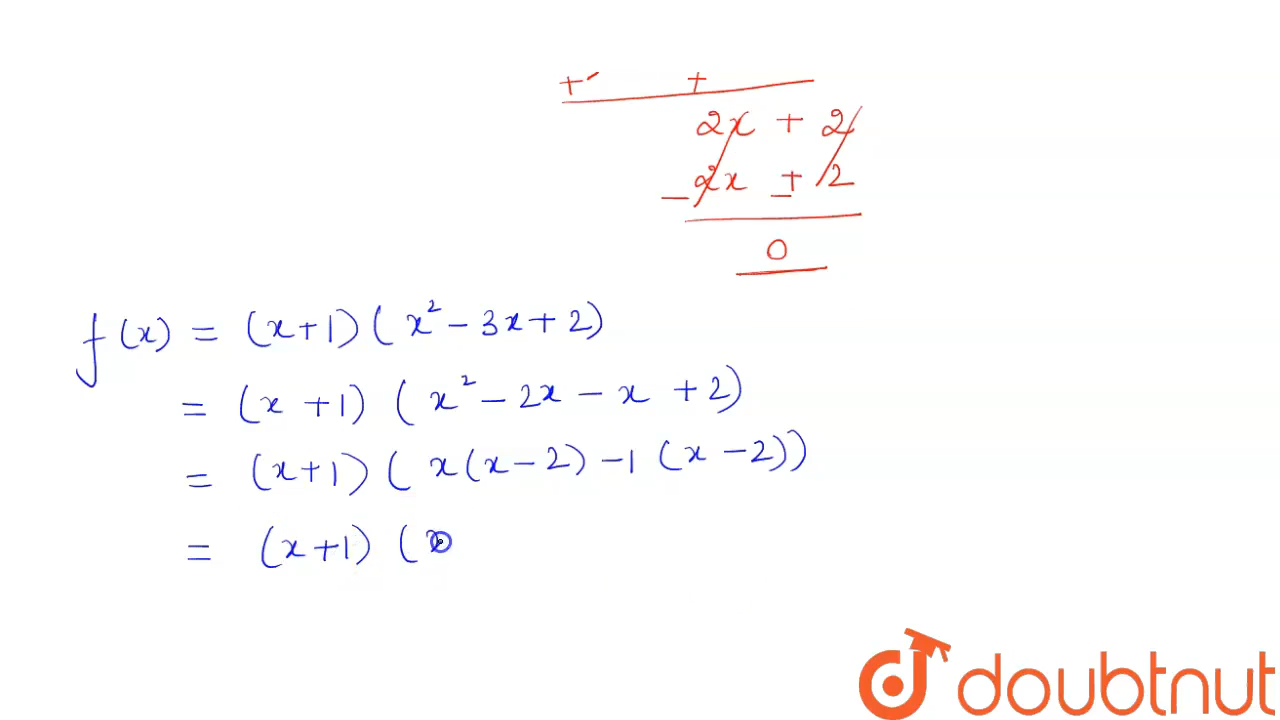 + +
2x + 2
- 2x + 2
-
0
f(x) = (x+1)(x² - 3x + 2)
= (x+1)(x² - 2x - x + 2)
= (x+1)(x(x-2) -1(x-2))
= (x+1)(x
doubtnut